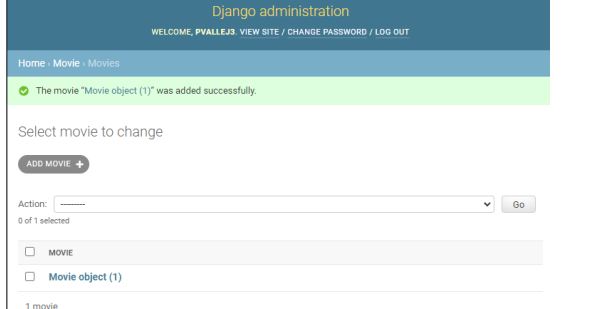 Django administration
WELCOME, PVALLEJ3. VIEW SITE / CHANGE PASSWORD / LOG OUT
Home › Movie › Movies
The movie “Movie object (1)” was added successfully.
Select movie to change
ADD MOVIE +
Action: --------- Go
0 of 1 selected
MOVIE
Movie object (1)
1 movie